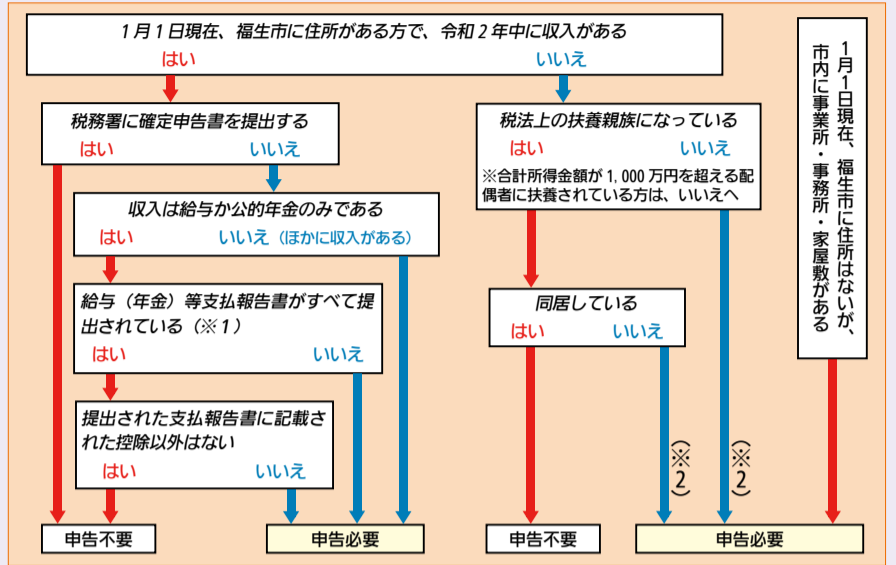 1月1日現在、福生市に住所がある方で、令和2年中に収入がある
はい いいえ
税務署に確定申告書を提出する
はい いいえ
収入は給与か公的年金のみである
はい いいえ（ほかに収入がある）
給与（年金）等支払報告書がすべて提
出されている（※1）
はい いいえ
提出された支払報告書に記載さ
れた控除以外はない
はい いいえ
申告不要
申告必要
税法上の扶養親族になっている
はい いいえ
※合計所得金額が1,000万円を超える配
偶者に扶養されている方は、いいえへ
同居している
はい いいえ
（※2）
（※2）
申告不要
申告必要
1月1日現在、福生市に住所はないが、
市内に事業所・事務所・家屋敷がある